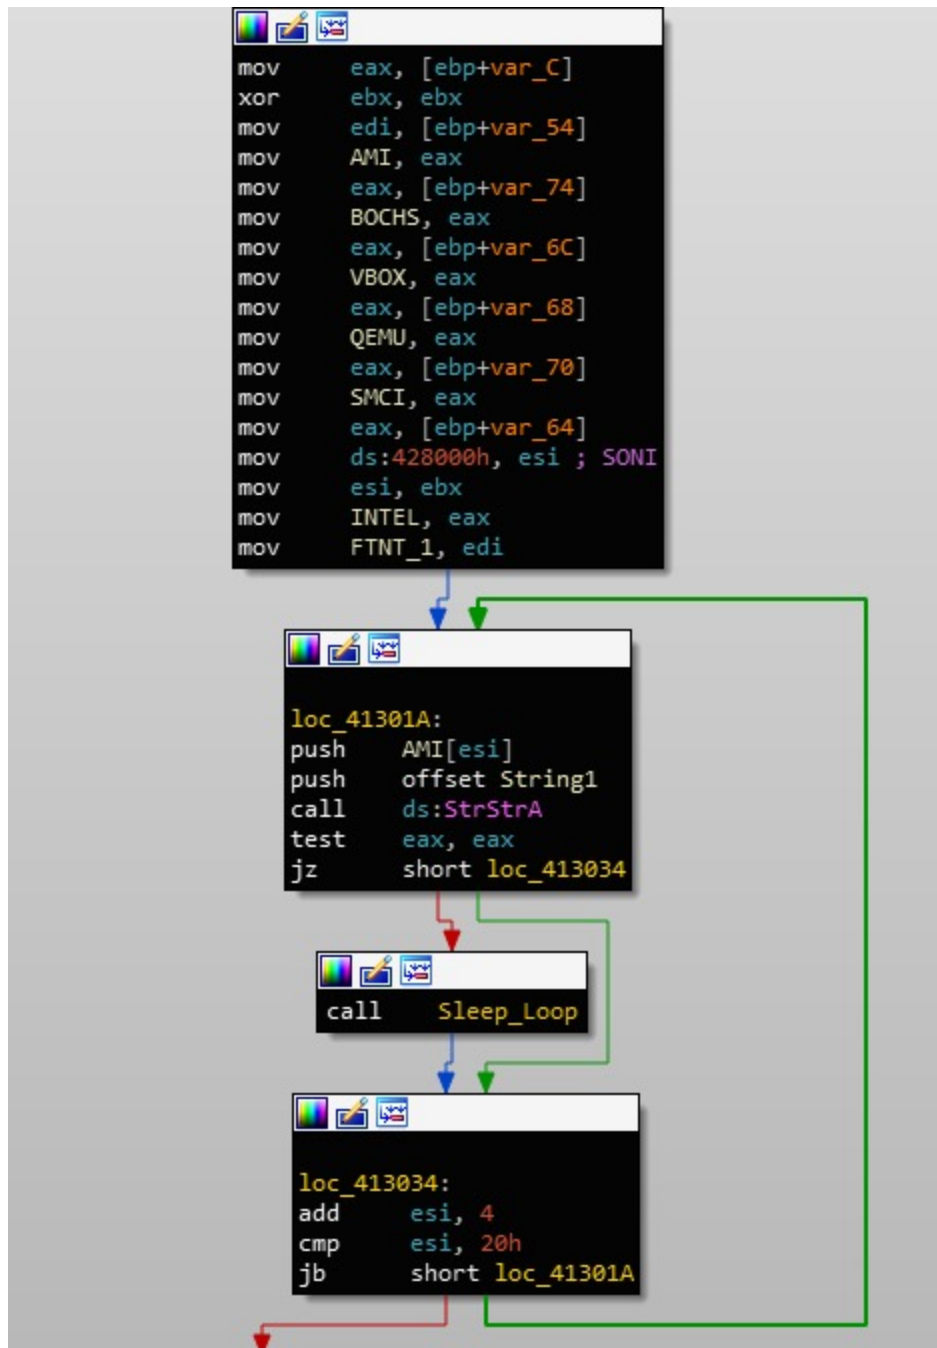 mov eax, [ebp+var_C]
xor ebx, ebx
mov edi, [ebp+var_54]
mov AMI, eax
mov eax, [ebp+var_74]
mov BOCHS, eax
mov eax, [ebp+var_6C]
mov VBOX, eax
mov eax, [ebp+var_68]
mov QEMU, eax
mov eax, [ebp+var_70]
mov SMCI, eax
mov eax, [ebp+var_64]
mov ds:428000h, esi ; SONI
mov esi, ebx
mov INTEL, eax
mov FTNT_1, edi
loc_41301A:
push AMI[esi]
push offset String1
call ds:StrStrA
test eax, eax
jz short loc_413034
call Sleep_Loop
loc_413034:
add esi, 4
cmp esi, 20h
jb short loc_41301A